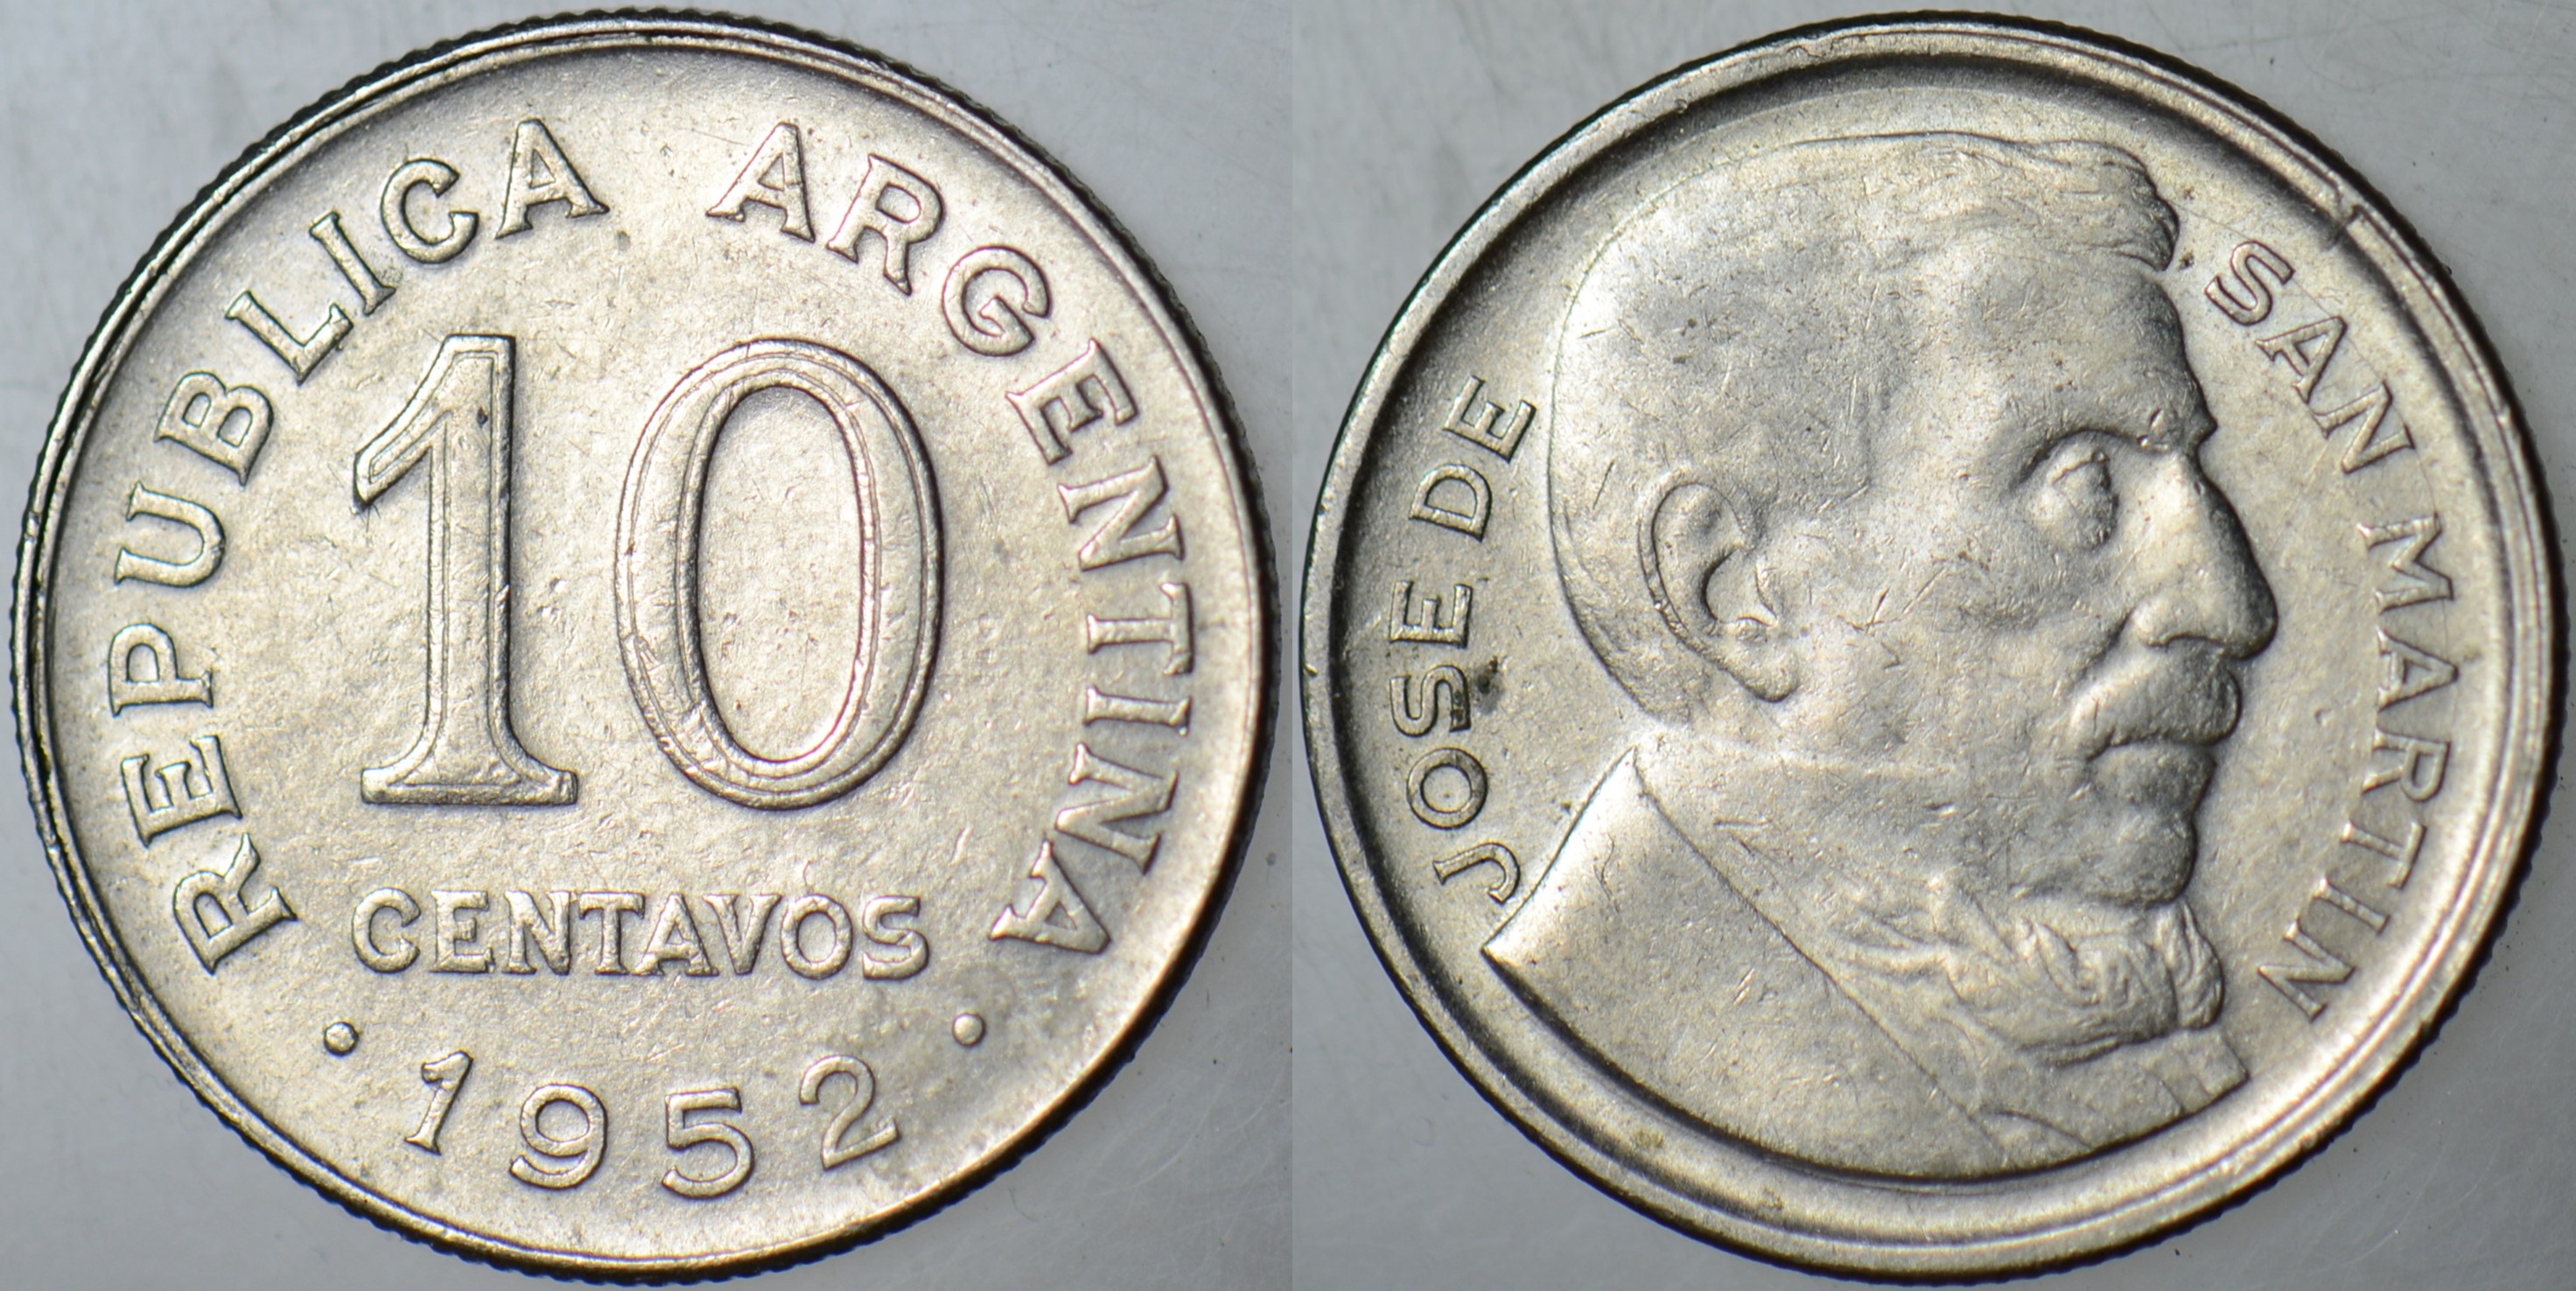 REPUBLICA ARGENTINA
10
CENTAVOS
• 1952 •
JOSE DE SAN MARTIN